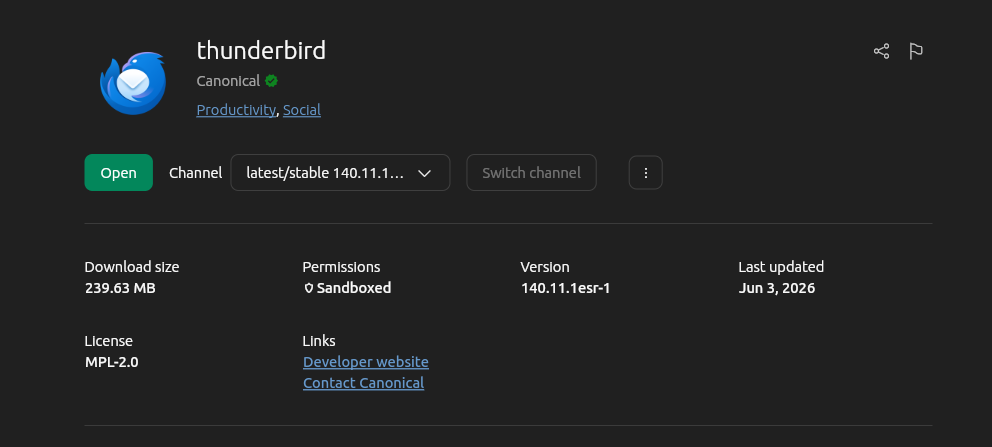 thunderbird
Canonical
Productivity, Social
Open
Channel
latest/stable 140.11.1...
Switch channel
Download size
239.63 MB
Permissions
Sandboxed
Version
140.11.1esr-1
Last updated
Jun 3, 2026
License
MPL-2.0
Links
Developer website
Contact Canonical